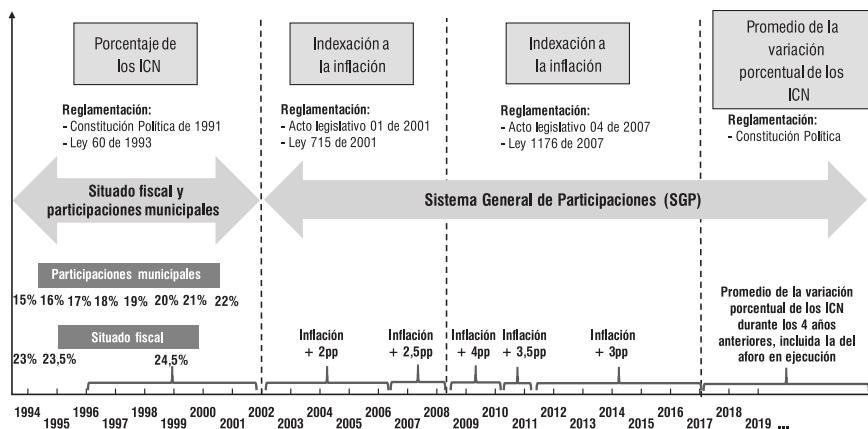 Porcentaje de
los ICN
Indexación a
la inflación
Indexación a
la inflación
Promedio de la
variación
porcentual de los
ICN
Reglamentación:
- Constitución Política de 1991
- Ley 60 de 1993
Reglamentación:
- Acto legislativo 01 de 2001
- Ley 715 de 2001
Reglamentación:
- Acto legislativo 04 de 2007
- Ley 1176 de 2007
Reglamentación:
- Constitución Política
Situado fiscal y
participaciones municipales
Sistema General de Participaciones (SGP)
Participaciones municipales
15% 16% 17% 18% 19% 20% 21% 22%
Situado fiscal
23% 23,5% 24,5%
Inflación
+ 2pp
Inflación
+ 2,5pp
Inflación
+ 4pp
Inflación
+ 3,5pp
Inflación
+ 3pp
Promedio de la variación
porcentual de los ICN
durante los 4 años
anteriores, incluida la del
aforo en ejecución
1994 1996 1998 2000 2002 2004 2006 2008 2010 2012 2014 2016 2018
1995 1997 1999 2001 2003 2005 2007 2009 2011 2013 2015 2017 2019 ...